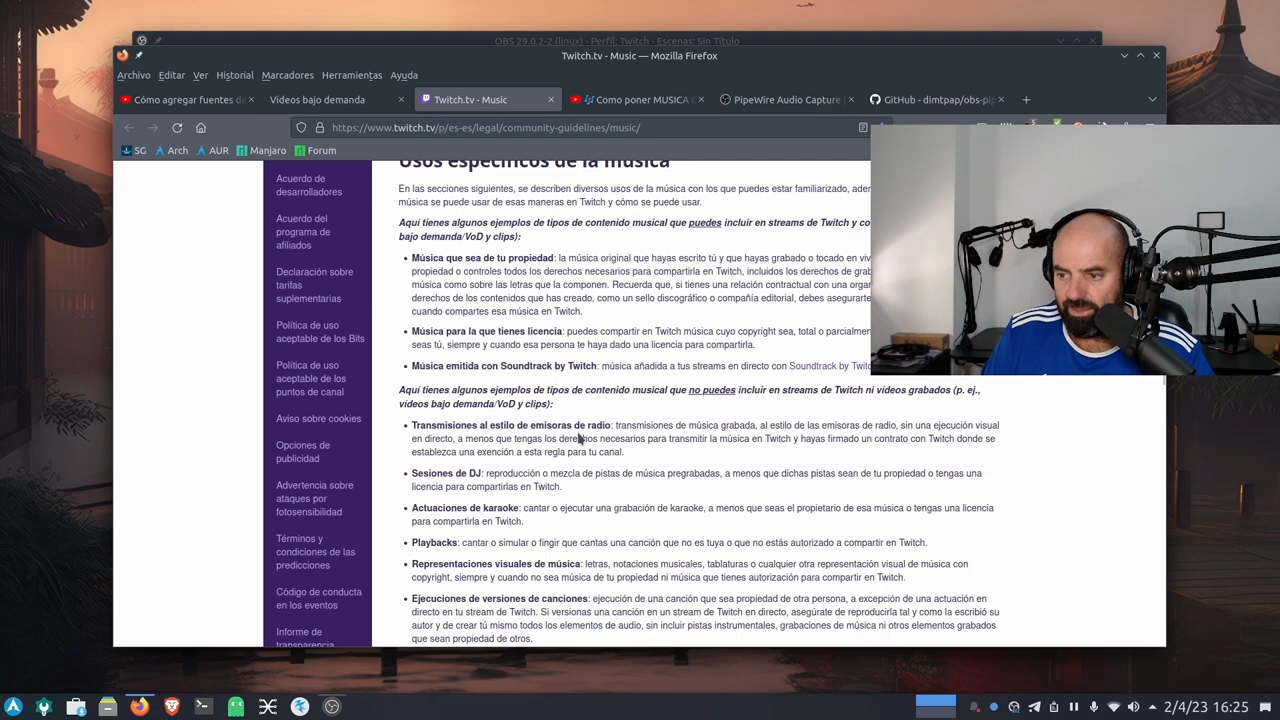 OBS 29.0.2-2 (linux) - Perfil: Twitch - Escenas: Sin Título
Twitch.tv - Music — Mozilla Firefox
Archivo Editar Ver Historial Marcadores Herramientas Ayuda
Cómo agregar fuentes de
Vídeos bajo demanda
Twitch.tv - Music
Como poner MUSICA
PipeWire Audio Capture
GitHub - dimtpap/obs-pip
https://www.twitch.tv/p/es-es/legal/community-guidelines/music/
SG Arch AUR Manjaro Forum
Acuerdo de
desarrolladores
Acuerdo del
programa de
afiliados
Declaración sobre
tarifas
suplementarias
Política de uso
aceptable de los Bits
Política de uso
aceptable de los
puntos de canal
Aviso sobre cookies
Opciones de
publicidad
Advertencia sobre
ataques por
fotosensibilidad
Términos y
condiciones de las
predicciones
Código de conducta
en los eventos
Informe de
transparencia
Usos específicos de la música
En las secciones siguientes, se describen diversos usos de la música con los que puedes estar familiarizado, ader
música se puede usar de esas maneras en Twitch y cómo se puede usar.
Aquí tienes algunos ejemplos de tipos de contenido musical que puedes incluir en streams de Twitch y co
bajo demanda/VoD y clips):
• Música que sea de tu propiedad: la música original que hayas escrito tú y que hayas grabado o tocado en viv
propiedad o controles todos los derechos necesarios para compartirla en Twitch, incluidos los derechos de grab
música como sobre las letras que la componen. Recuerda que, si tienes una relación contractual con una organ
derechos de los contenidos que has creado, como un sello discográfico o compañía editorial, debes asegurarte
cuando compartes esa música en Twitch.
• Música para la que tienes licencia: puedes compartir en Twitch música cuyo copyright sea, total o parcialmen
seas tú, siempre y cuando esa persona te haya dado una licencia para compartirla.
• Música emitida con Soundtrack by Twitch: música añadida a tus streams en directo con Soundtrack by Twitc
Aquí tienes algunos ejemplos de tipos de contenido musical que no puedes incluir en streams de Twitch ni vídeos grabados (p. ej.,
vídeos bajo demanda/VoD y clips):
• Transmisiones al estilo de emisoras de radio: transmisiones de música grabada, al estilo de las emisoras de radio, sin una ejecución visual
en directo, a menos que tengas los derechos necesarios para transmitir la música en Twitch y hayas firmado un contrato con Twitch donde se
establezca una exención a esta regla para tu canal.
• Sesiones de DJ: reproducción o mezcla de pistas de música pregrabadas, a menos que dichas pistas sean de tu propiedad o tengas una
licencia para compartirlas en Twitch.
• Actuaciones de karaoke: cantar o ejecutar una grabación de karaoke, a menos que seas el propietario de esa música o tengas una licencia
para compartirla en Twitch.
• Playbacks: cantar o simular o fingir que cantas una canción que no es tuya o que no estás autorizado a compartir en Twitch.
• Representaciones visuales de música: letras, notaciones musicales, tablaturas o cualquier otra representación visual de música con
copyright, siempre y cuando no sea música de tu propiedad ni música que tienes autorización para compartir en Twitch.
• Ejecuciones de versiones de canciones: ejecución de una canción que sea propiedad de otra persona, a excepción de una actuación en
directo en tu stream de Twitch. Si versionas una canción en un stream de Twitch en directo, asegúrate de reproducirla tal y como la escribió su
autor y de crear tú mismo todos los elementos de audio, sin incluir pistas instrumentales, grabaciones de música ni otros elementos grabados
que sean propiedad de otros.
2/4/23 16:25